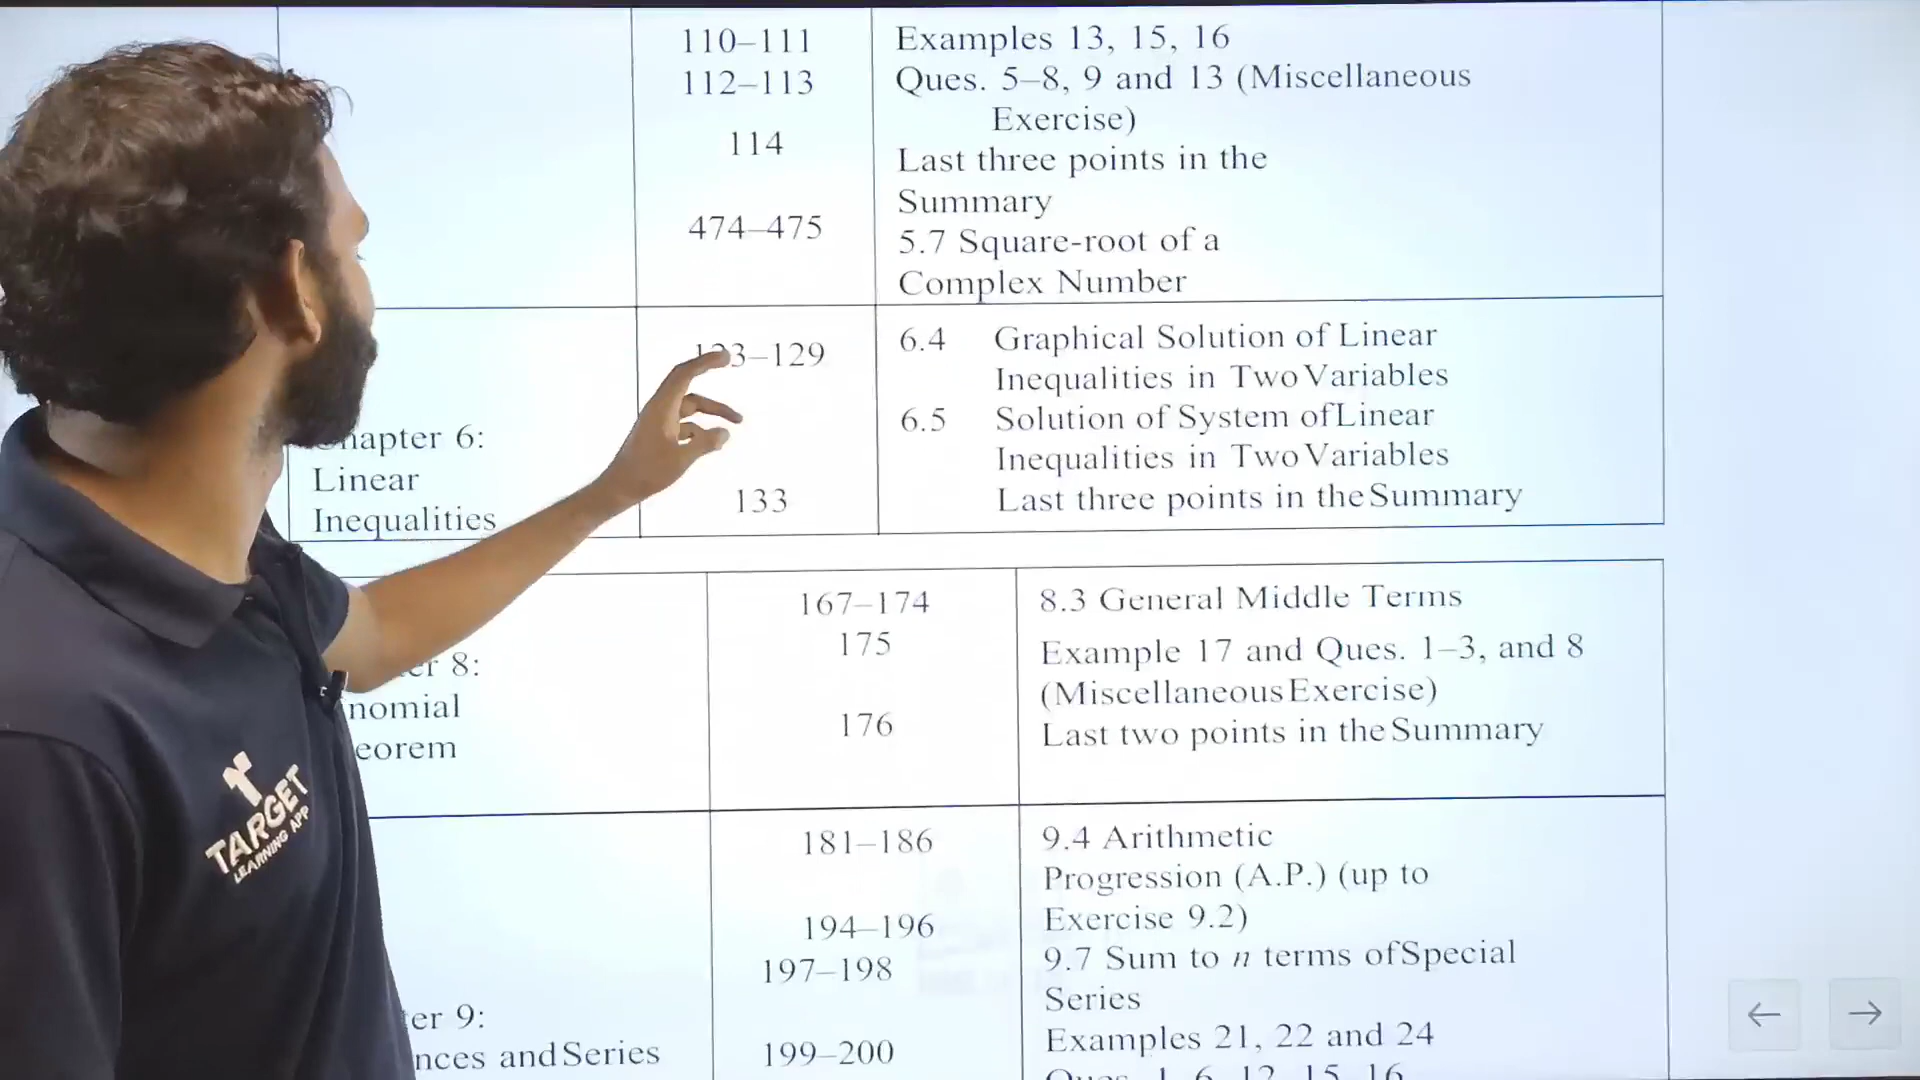 110–111
112–113
114
474–475
Examples 13, 15, 16
Ques. 5–8, 9 and 13 (Miscellaneous
Exercise)
Last three points in the
Summary
5.7 Square-root of a
Complex Number
Chapter 6:
Linear
Inequalities
123–129
133
6.4 Graphical Solution of Linear
Inequalities in Two Variables
6.5 Solution of System of Linear
Inequalities in Two Variables
Last three points in the Summary
er 8:
nomial
eorem
167–174
175
176
8.3 General Middle Terms
Example 17 and Ques. 1–3, and 8
(Miscellaneous Exercise)
Last two points in the Summary
er 9:
nces and Series
181–186
194–196
197–198
199–200
9.4 Arithmetic
Progression (A.P.) (up to
Exercise 9.2)
9.7 Sum to n terms of Special
Series
Examples 21, 22 and 24
TARGET
LEARNING APP